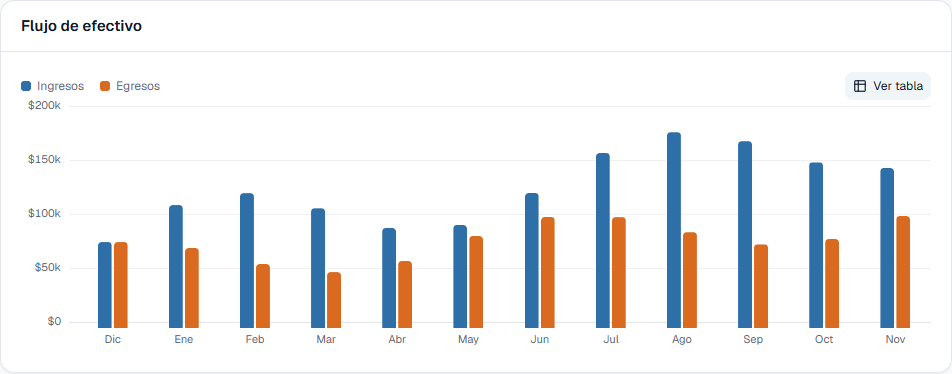 Flujo de efectivo
Ingresos Egresos Ver tabla
$200k
$150k
$100k
$50k
$0
Dic Ene Feb Mar Abr May Jun Jul Ago Sep Oct Nov